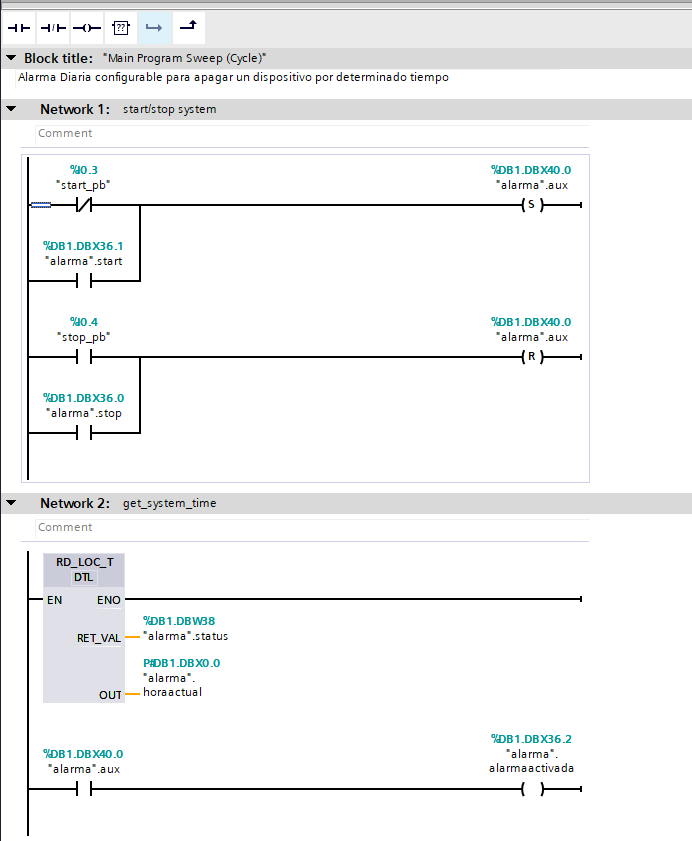 ??
Block title: "Main Program Sweep (Cycle)"
Alarma Diaria configurable para apagar un dispositivo por determinado tiempo
Network 1: start/stop system
Comment
%I0.3
"start_pb"
%DB1.DBX40.0
"alarma".aux
S
%DB1.DBX36.1
"alarma".start
%I0.4
"stop_pb"
%DB1.DBX40.0
"alarma".aux
R
%DB1.DBX36.0
"alarma".stop
Network 2: get_system_time
Comment
RD_LOC_T
DTL
EN ENO
%DB1.DBW38
RET_VAL "alarma".status
P#DB1.DBX0.0
"alarma".
OUT horaactual
%DB1.DBX40.0
"alarma".aux
%DB1.DBX36.2
"alarma".
alarmaactivada